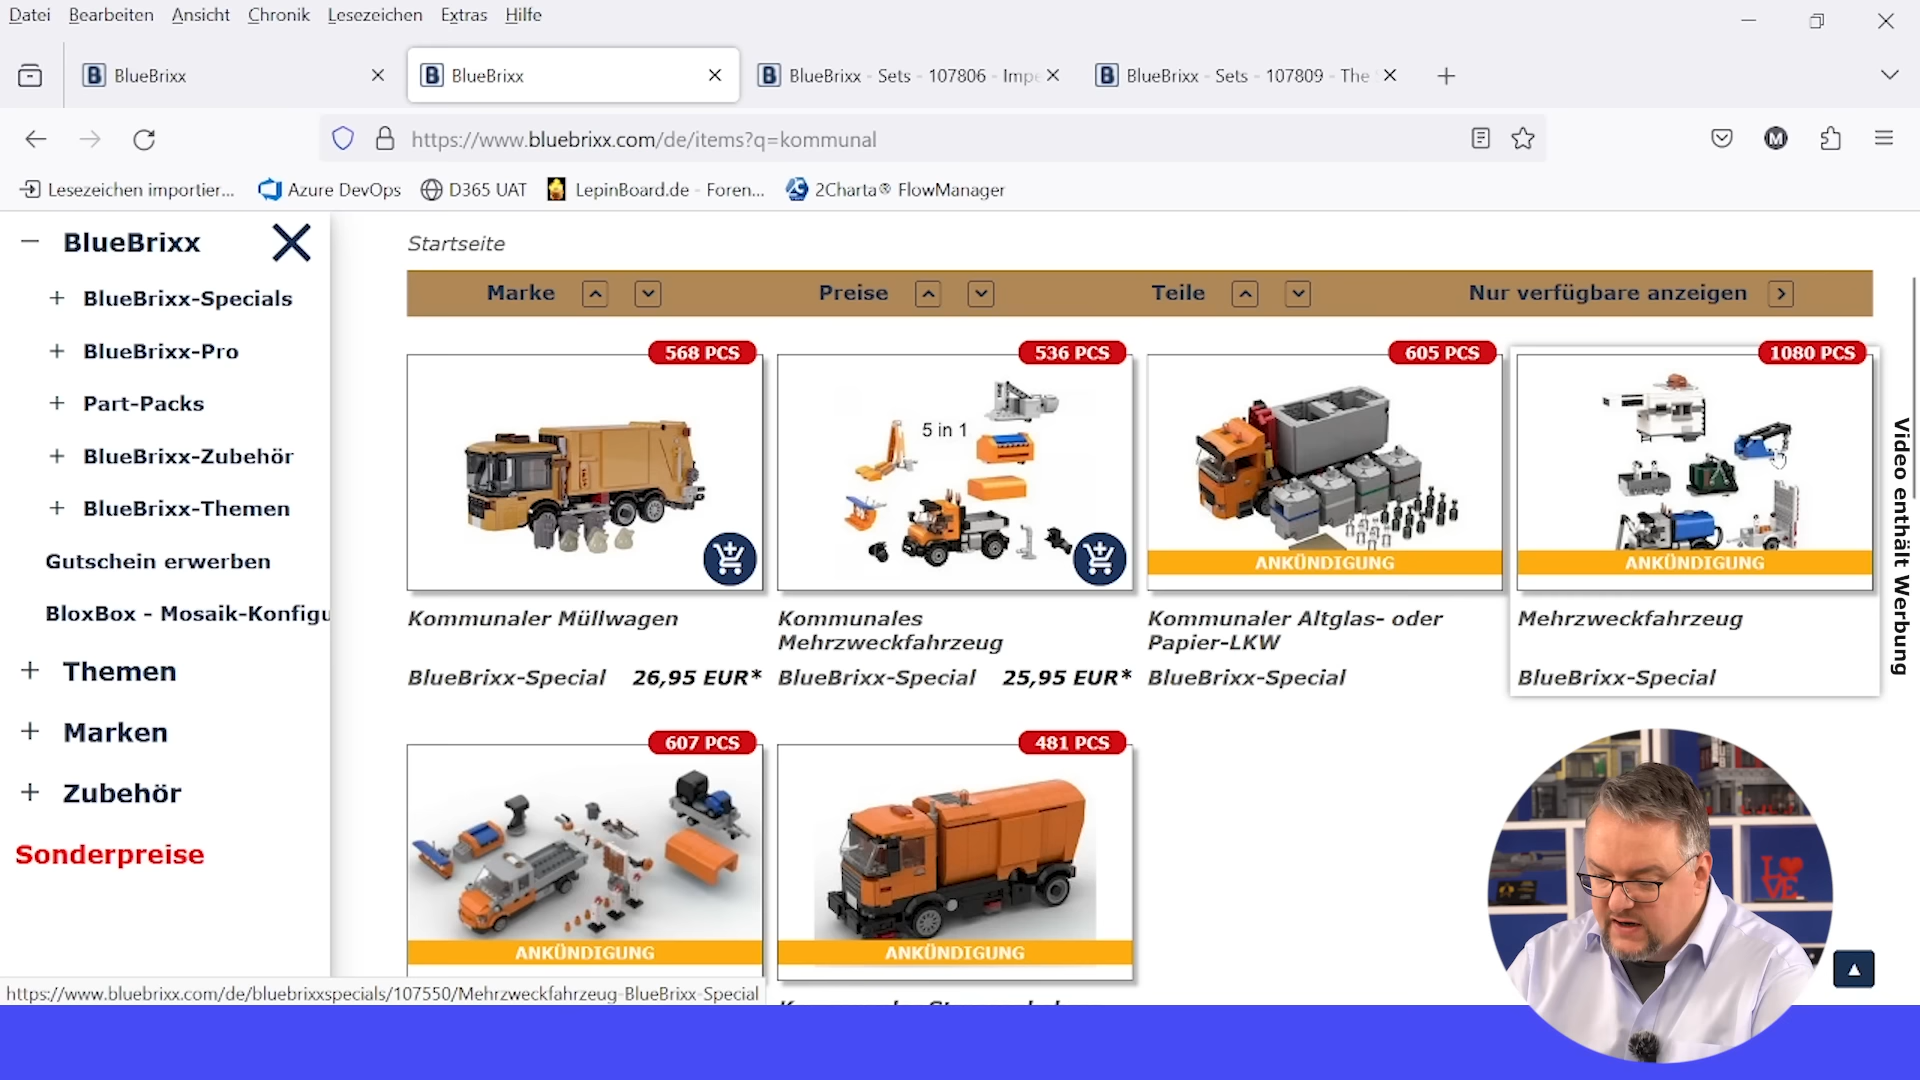 Datei Bearbeiten Ansicht Chronik Lesezeichen Extras Hilfe
BlueBrixx
BlueBrixx
BlueBrixx - Sets - 107806 - Impe
BlueBrixx - Sets - 107809 - The
https://www.bluebrixx.com/de/items?q=kommunal
Lesezeichen importier...
Azure DevOps
D365 UAT
LepinBoard.de - Foren...
2Charta® FlowManager
BlueBrixx
BlueBrixx-Specials
BlueBrixx-Pro
Part-Packs
BlueBrixx-Zubehör
BlueBrixx-Themen
Gutschein erwerben
BloxBox - Mosaik-Konfigu
Themen
Marken
Zubehör
Sonderpreise
Startseite
Marke
Preise
Teile
Nur verfügbare anzeigen
568 PCS
Kommunaler Müllwagen
BlueBrixx-Special 26,95 EUR*
536 PCS
5 in 1
Kommunales
Mehrzweckfahrzeug
BlueBrixx-Special 25,95 EUR*
605 PCS
ANKÜNDIGUNG
Kommunaler Altglas- oder
Papier-LKW
BlueBrixx-Special
1080 PCS
ANKÜNDIGUNG
Mehrzweckfahrzeug
BlueBrixx-Special
607 PCS
ANKÜNDIGUNG
481 PCS
ANKÜNDIGUNG
Video enthält Werbung
I LOVE
https://www.bluebrixx.com/de/bluebrixxspecials/107550/Mehrzweckfahrzeug-BlueBrixx-Special